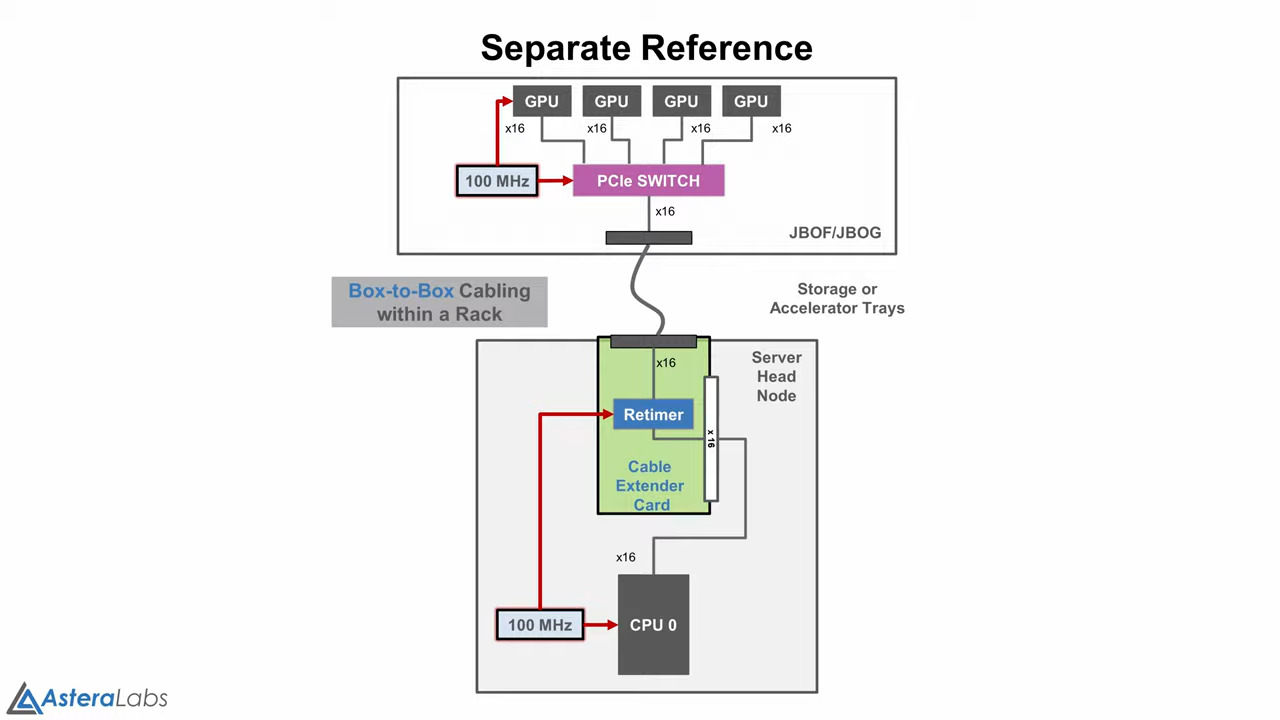 Separate Reference
GPU GPU GPU GPU
x16 x16 x16 x16
100 MHz
PCIe SWITCH
x16
JBOF/JBOG
Box-to-Box Cabling
within a Rack
Storage or
Accelerator Trays
x16
Server
Head
Node
Retimer
x 16
Cable
Extender
Card
x16
100 MHz
CPU 0
AsteraLabs